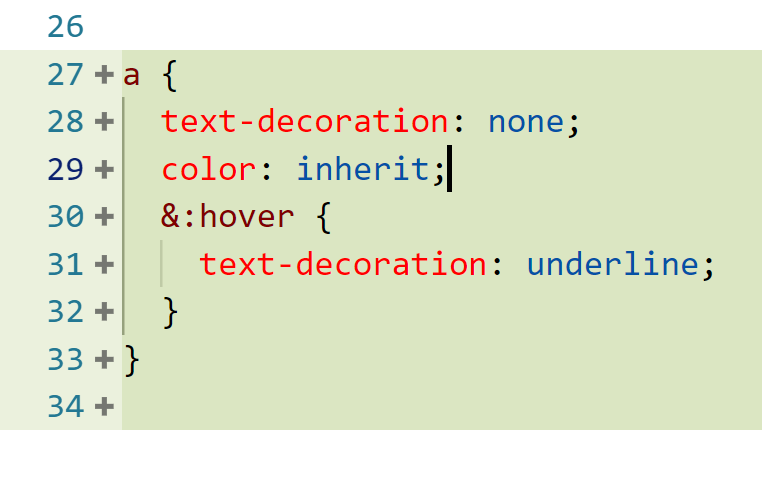 26
27 + a {
28 + text-decoration: none;
29 + color: inherit;
30 + &:hover {
31 + text-decoration: underline;
32 + }
33 + }
34 +